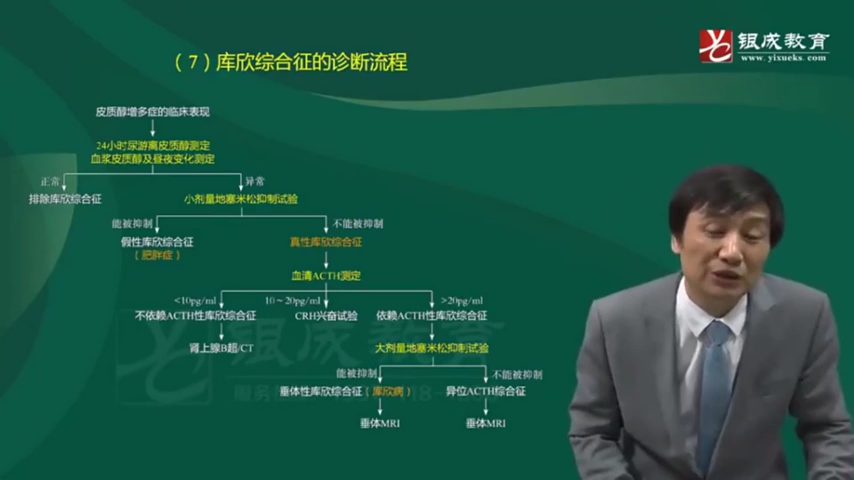 （7）库欣综合征的诊断流程
银成教育
www.yixueks.com
皮质醇增多症的临床表现
24小时尿游离皮质醇测定
血浆皮质醇及昼夜变化测定
正常
异常
排除库欣综合征
小剂量地塞米松抑制试验
能被抑制
不能被抑制
假性库欣综合征
（肥胖症）
真性库欣综合征
血清ACTH测定
<10pg/ml
10～20pg/ml
>20pg/ml
不依赖ACTH性库欣综合征
CRH兴奋试验
依赖ACTH性库欣综合征
肾上腺B超/CT
大剂量地塞米松抑制试验
能被抑制
不能被抑制
垂体性库欣综合征（库欣病）
异位ACTH综合征
垂体MRI
垂体MRI
银成教育